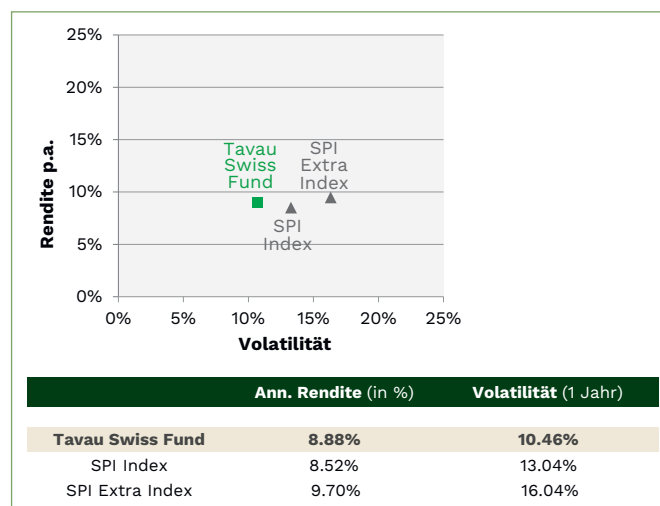 25%
20%
15%
10%
5%
0%
Rendite p.a.
Tavau
Swiss
Fund
SPI
Extra
Index
SPI
Index
0%
5%
10%
15%
20%
25%
Volatilität
Ann. Rendite (in %) Volatilität (1 Jahr)
Tavau Swiss Fund 8.88% 10.46%
SPI Index 8.52% 13.04%
SPI Extra Index 9.70% 16.04%